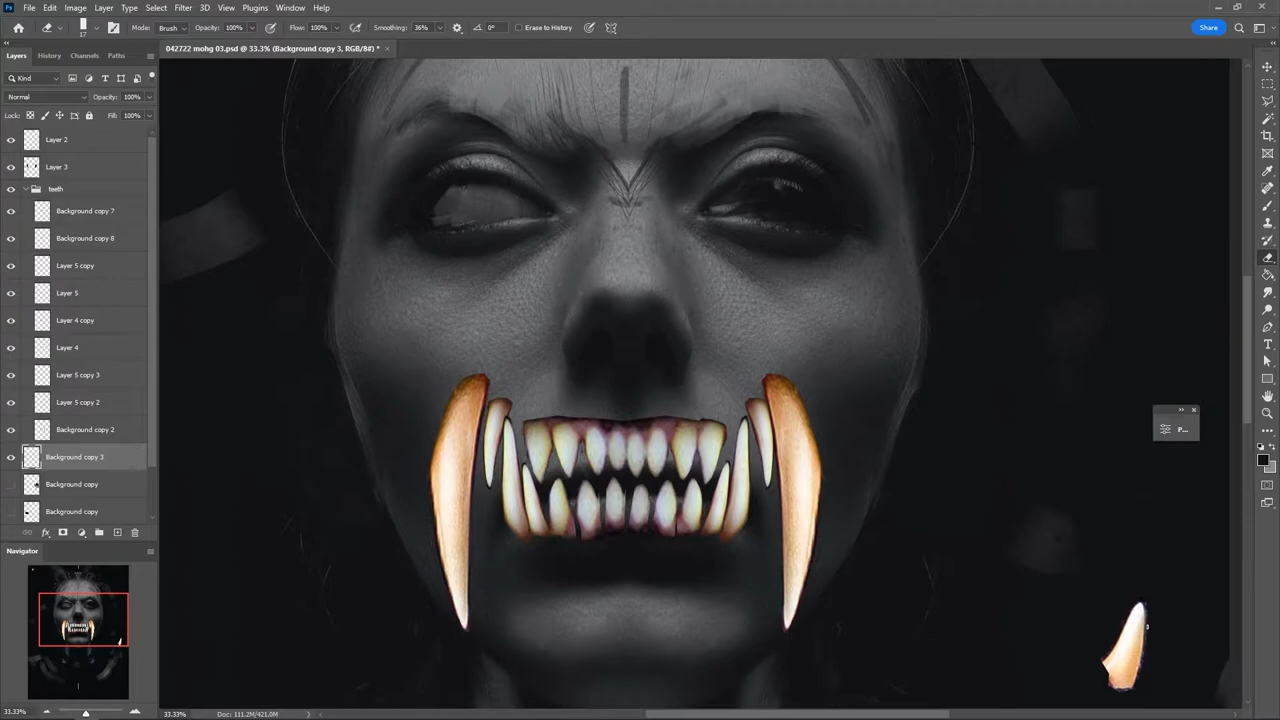 Ps File Edit Image Layer Type Select Filter 3D View Plugins Window Help
17 Mode: Brush Opacity: 100% Flow: 100% Smoothing: 36% 0° Erase to History Share
Layers History Channels Paths
042722 mohg 03.psd @ 33.3% (Background copy 3, RGB/8#) * ×
Kind
Normal Opacity: 100%
Lock: Fill: 100%
Layer 2
Layer 3
teeth
Background copy 7
Background copy 8
Layer 5 copy
Layer 5
Layer 4 copy
Layer 4
Layer 5 copy 3
Layer 5 copy 2
Background copy 2
Background copy 3
Background copy
Background copy
fx
Navigator
P...
33.33%
33.33% Doc: 111.2M/421.0M